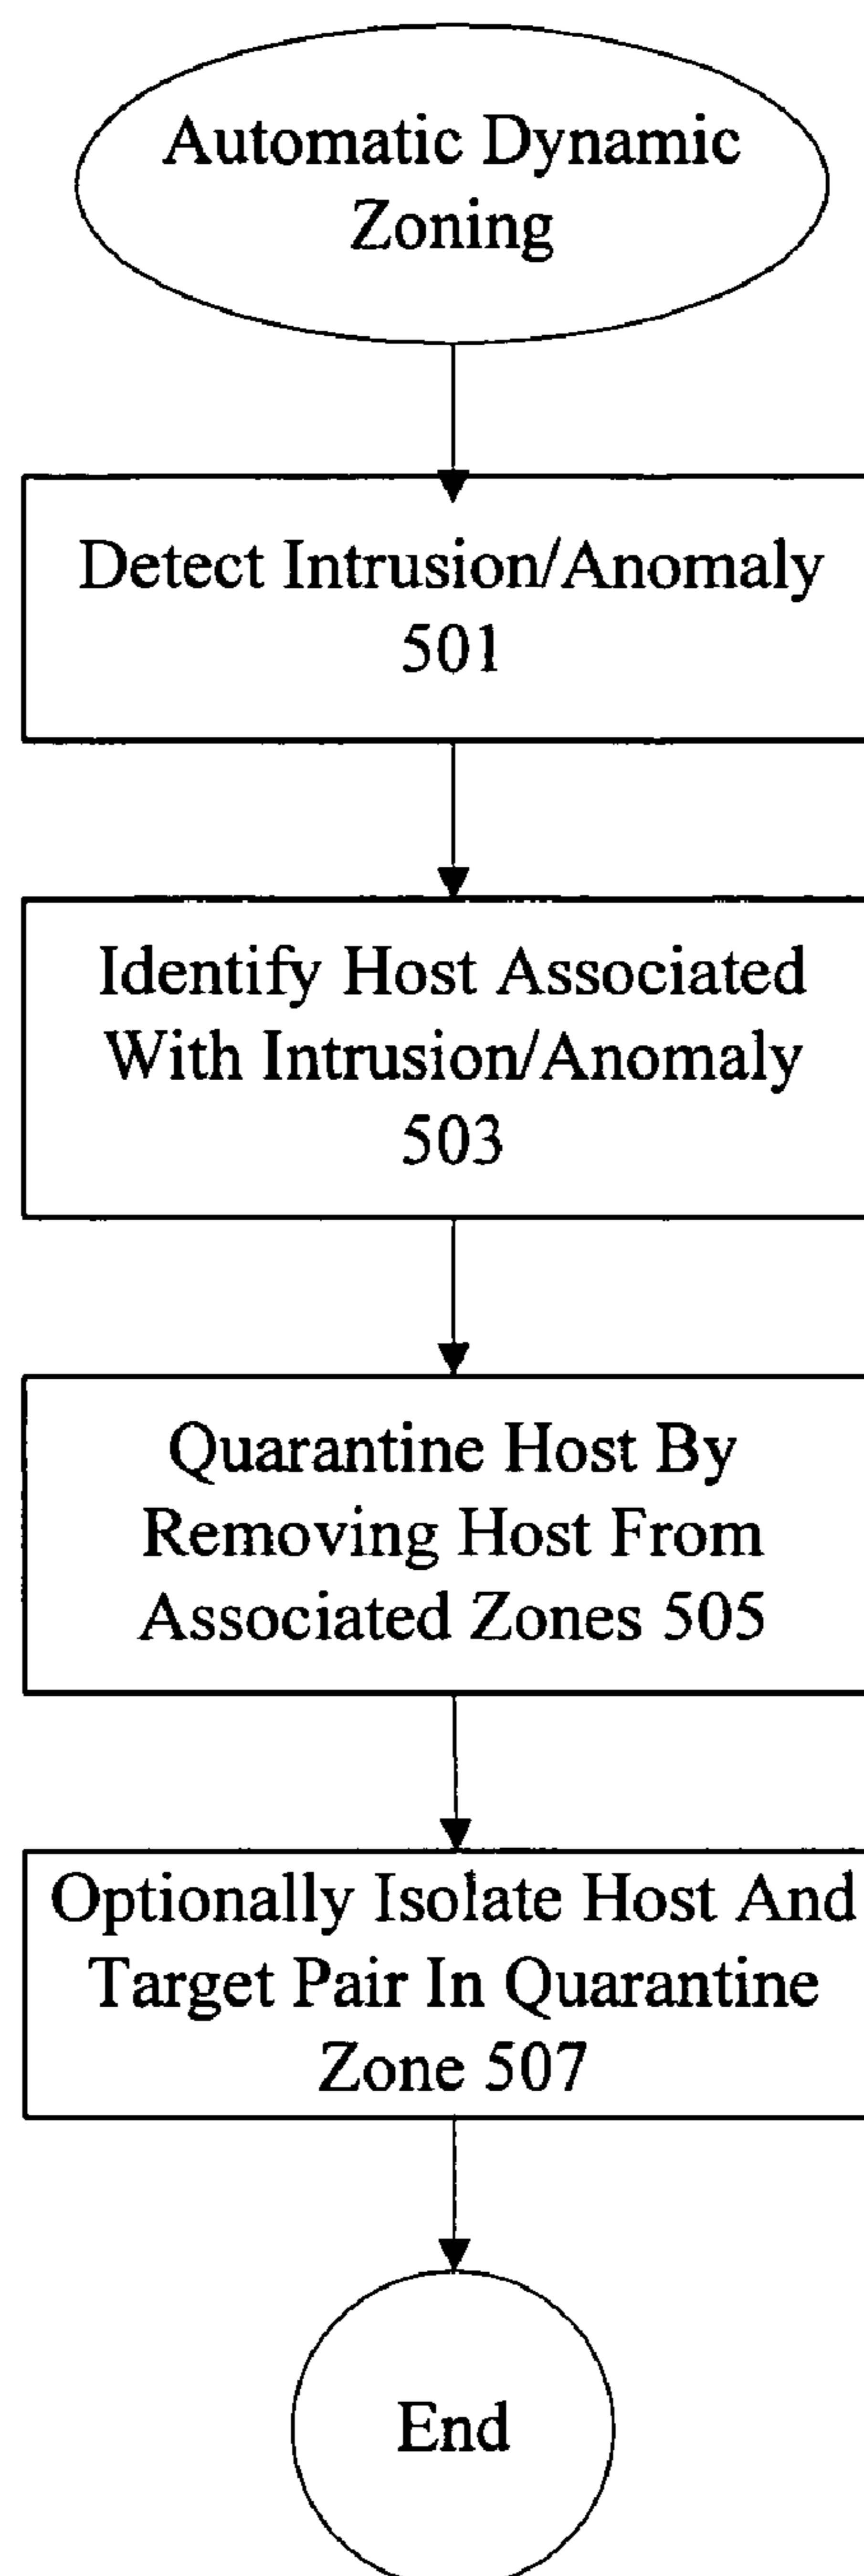 Automatic Dynamic
Zoning
Detect Intrusion/Anomaly
501
Identify Host Associated
With Intrusion/Anomaly
503
Quarantine Host By
Removing Host From
Associated Zones 505
Optionally Isolate Host And
Target Pair In Quarantine
Zone 507
End